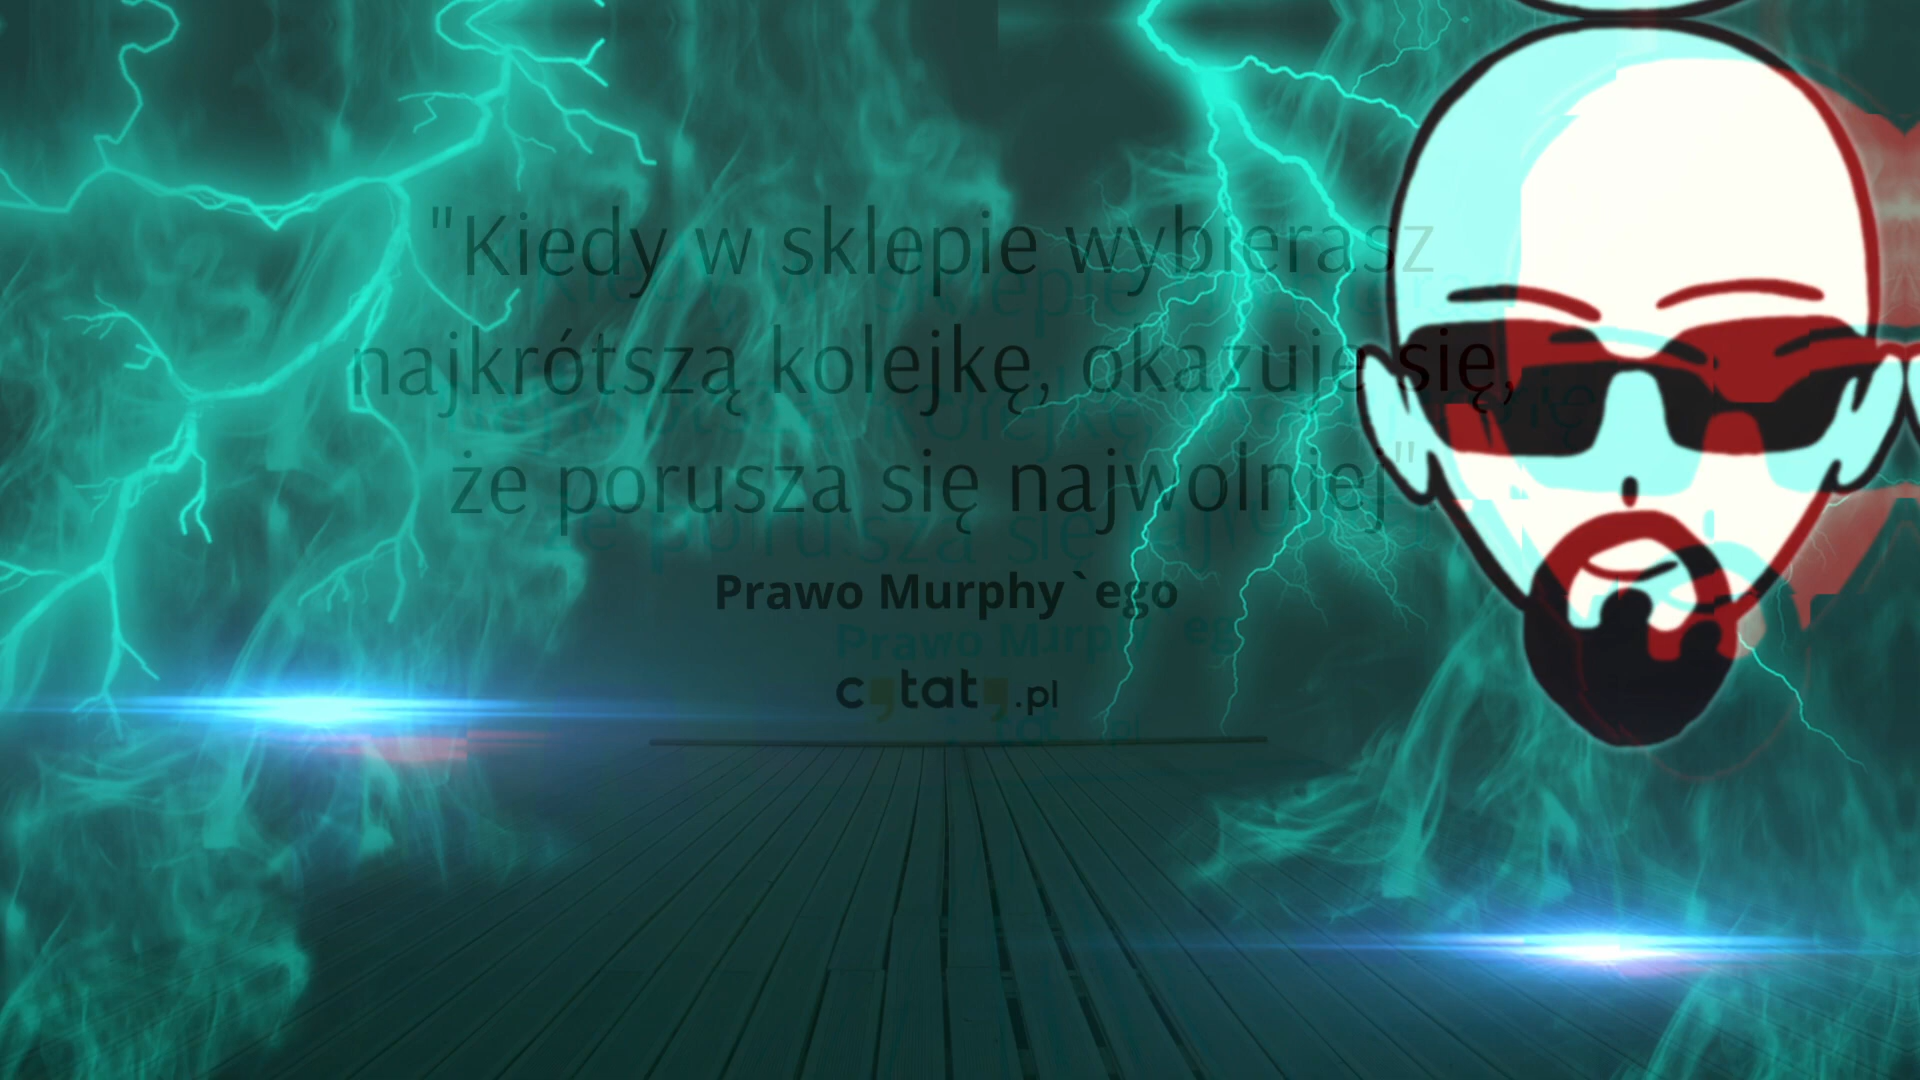 "Kiedy w sklepie wybierasz
najkrótszą kolejkę, okazuje się,
że porusza się najwolniej"
Prawo Murphy`ego
cytaty.pl